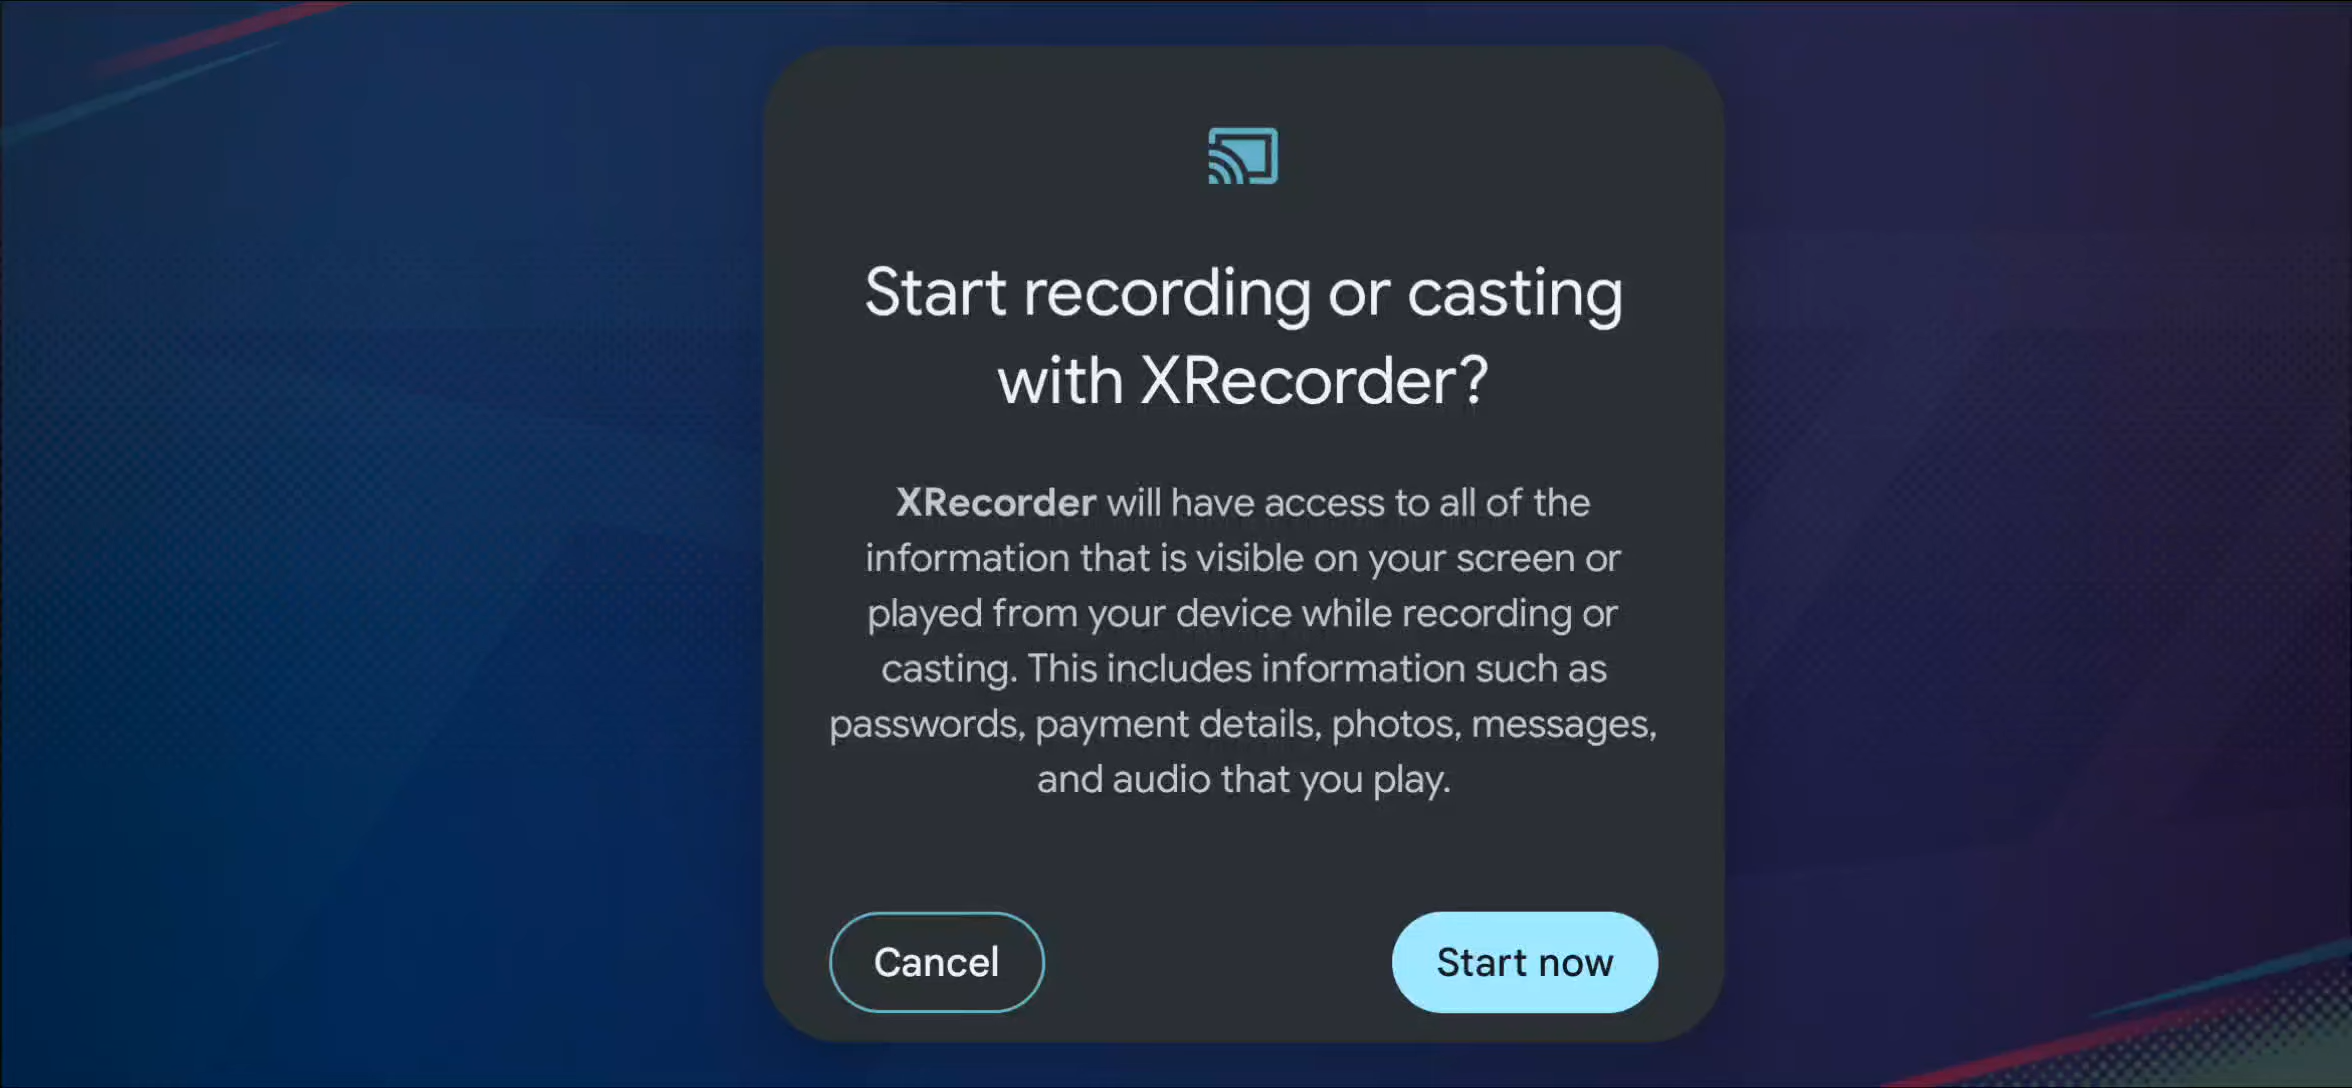 Start recording or casting
with XRecorder?
XRecorder will have access to all of the
information that is visible on your screen or
played from your device while recording or
casting. This includes information such as
passwords, payment details, photos, messages,
and audio that you play.
Cancel
Start now